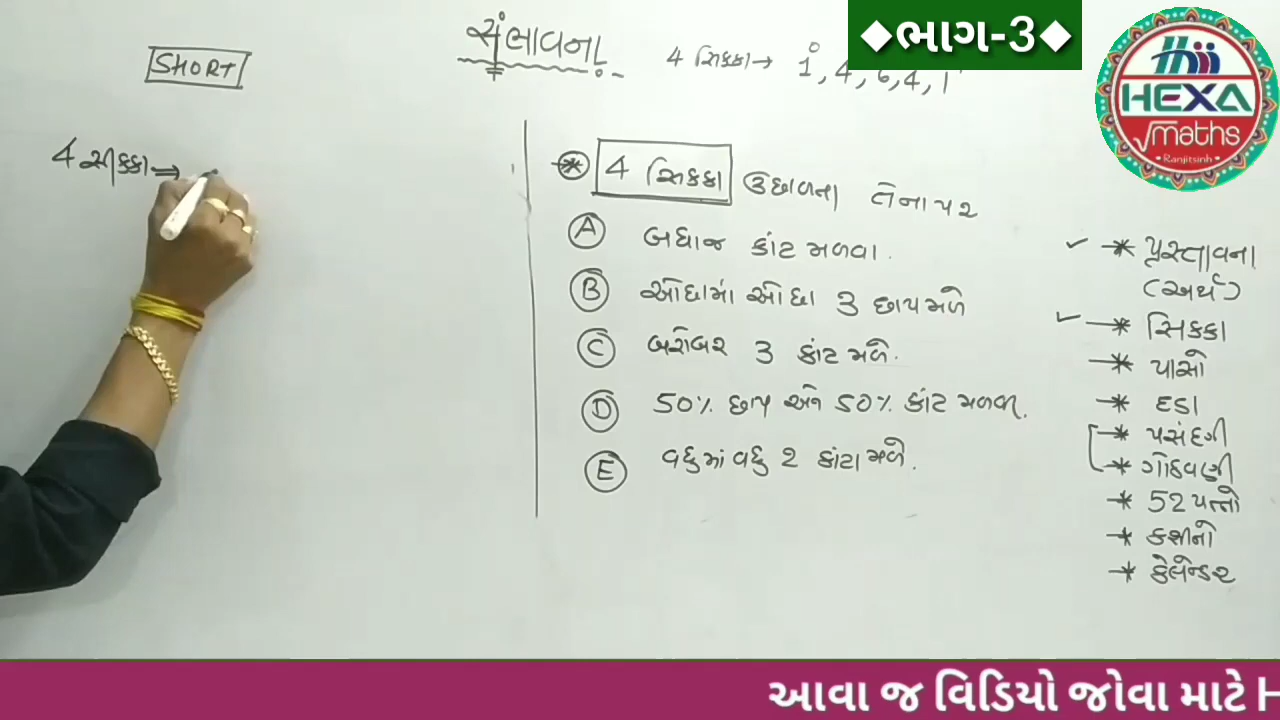 ◆ભાગ-3◆
HEXA
√maths
Ranjitsinh
SHORT
સંભાવના
4 સિક્કા → 1, 4, 6, 4, 1
4 સીક્કા ⇒
* 4 સિક્કા ઉછાળતા તેના પર
A બધાજ કાંટ મળવા.
B ઓછામાં ઓછા 3 છાપ મળે
C બરોબર 3 કાંટ મળે.
D 50% છાપ અને 50% કાંટ મળવા.
E વધુમાં વધુ 2 કાંટા મળે.
✓ * પ્રસ્તાવના
(અર્થ)
✓ * સિક્કા
* પાસો
* દડા
* પસંદગી
* ગોઠવણી
* 52 પત્તો
* કશીનો
* કેલેન્ડર
આવા જ વિડિયો જોવા માટે H